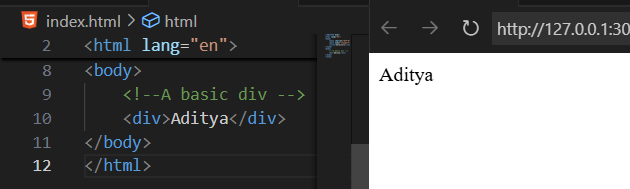 index.html > html
http://127.0.0.1:30
2 <html lang="en">
8 <body>
9 <!--A basic div -->
10 <div>Aditya</div>
11 </body>
12 </html>
Aditya